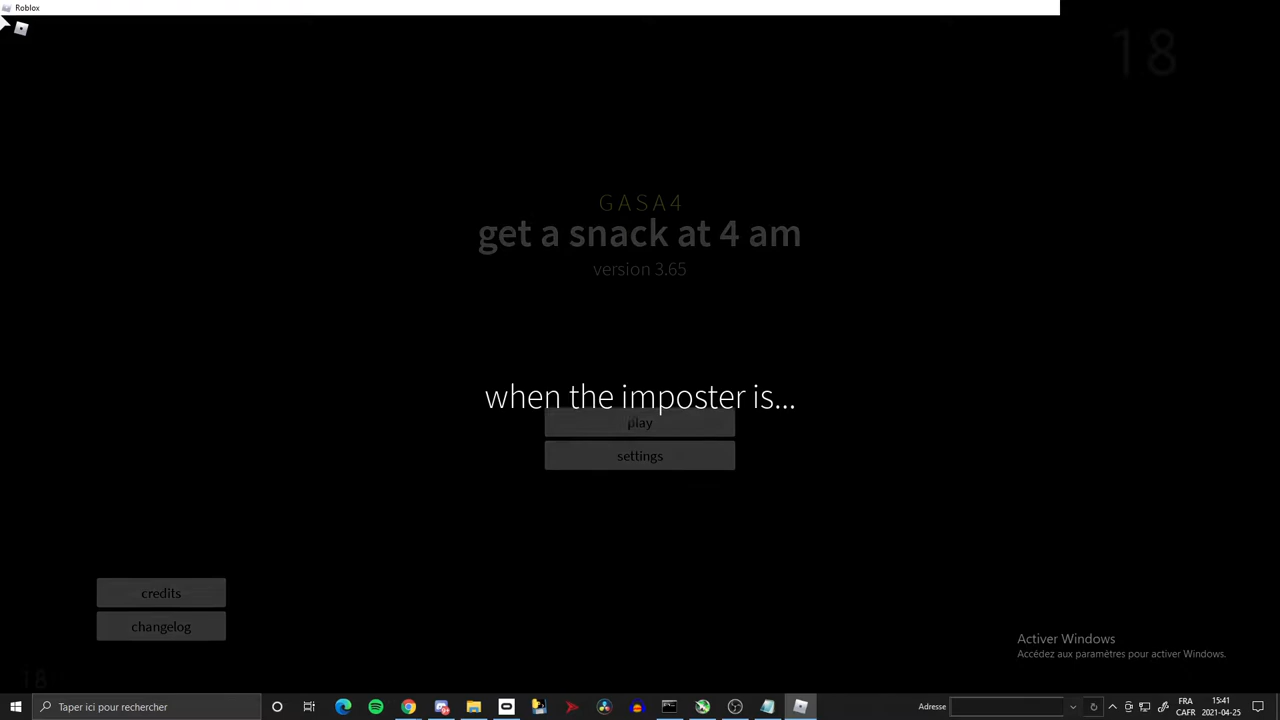 Roblox
18
GASA4
get a snack at 4 am
version 3.65
when the imposter is...
play
settings
credits
changelog
18
Activer Windows
Accédez aux paramètres pour activer Windows.
Taper ici pour rechercher
Adresse
FRA
CAFR
15:41
2021-04-25